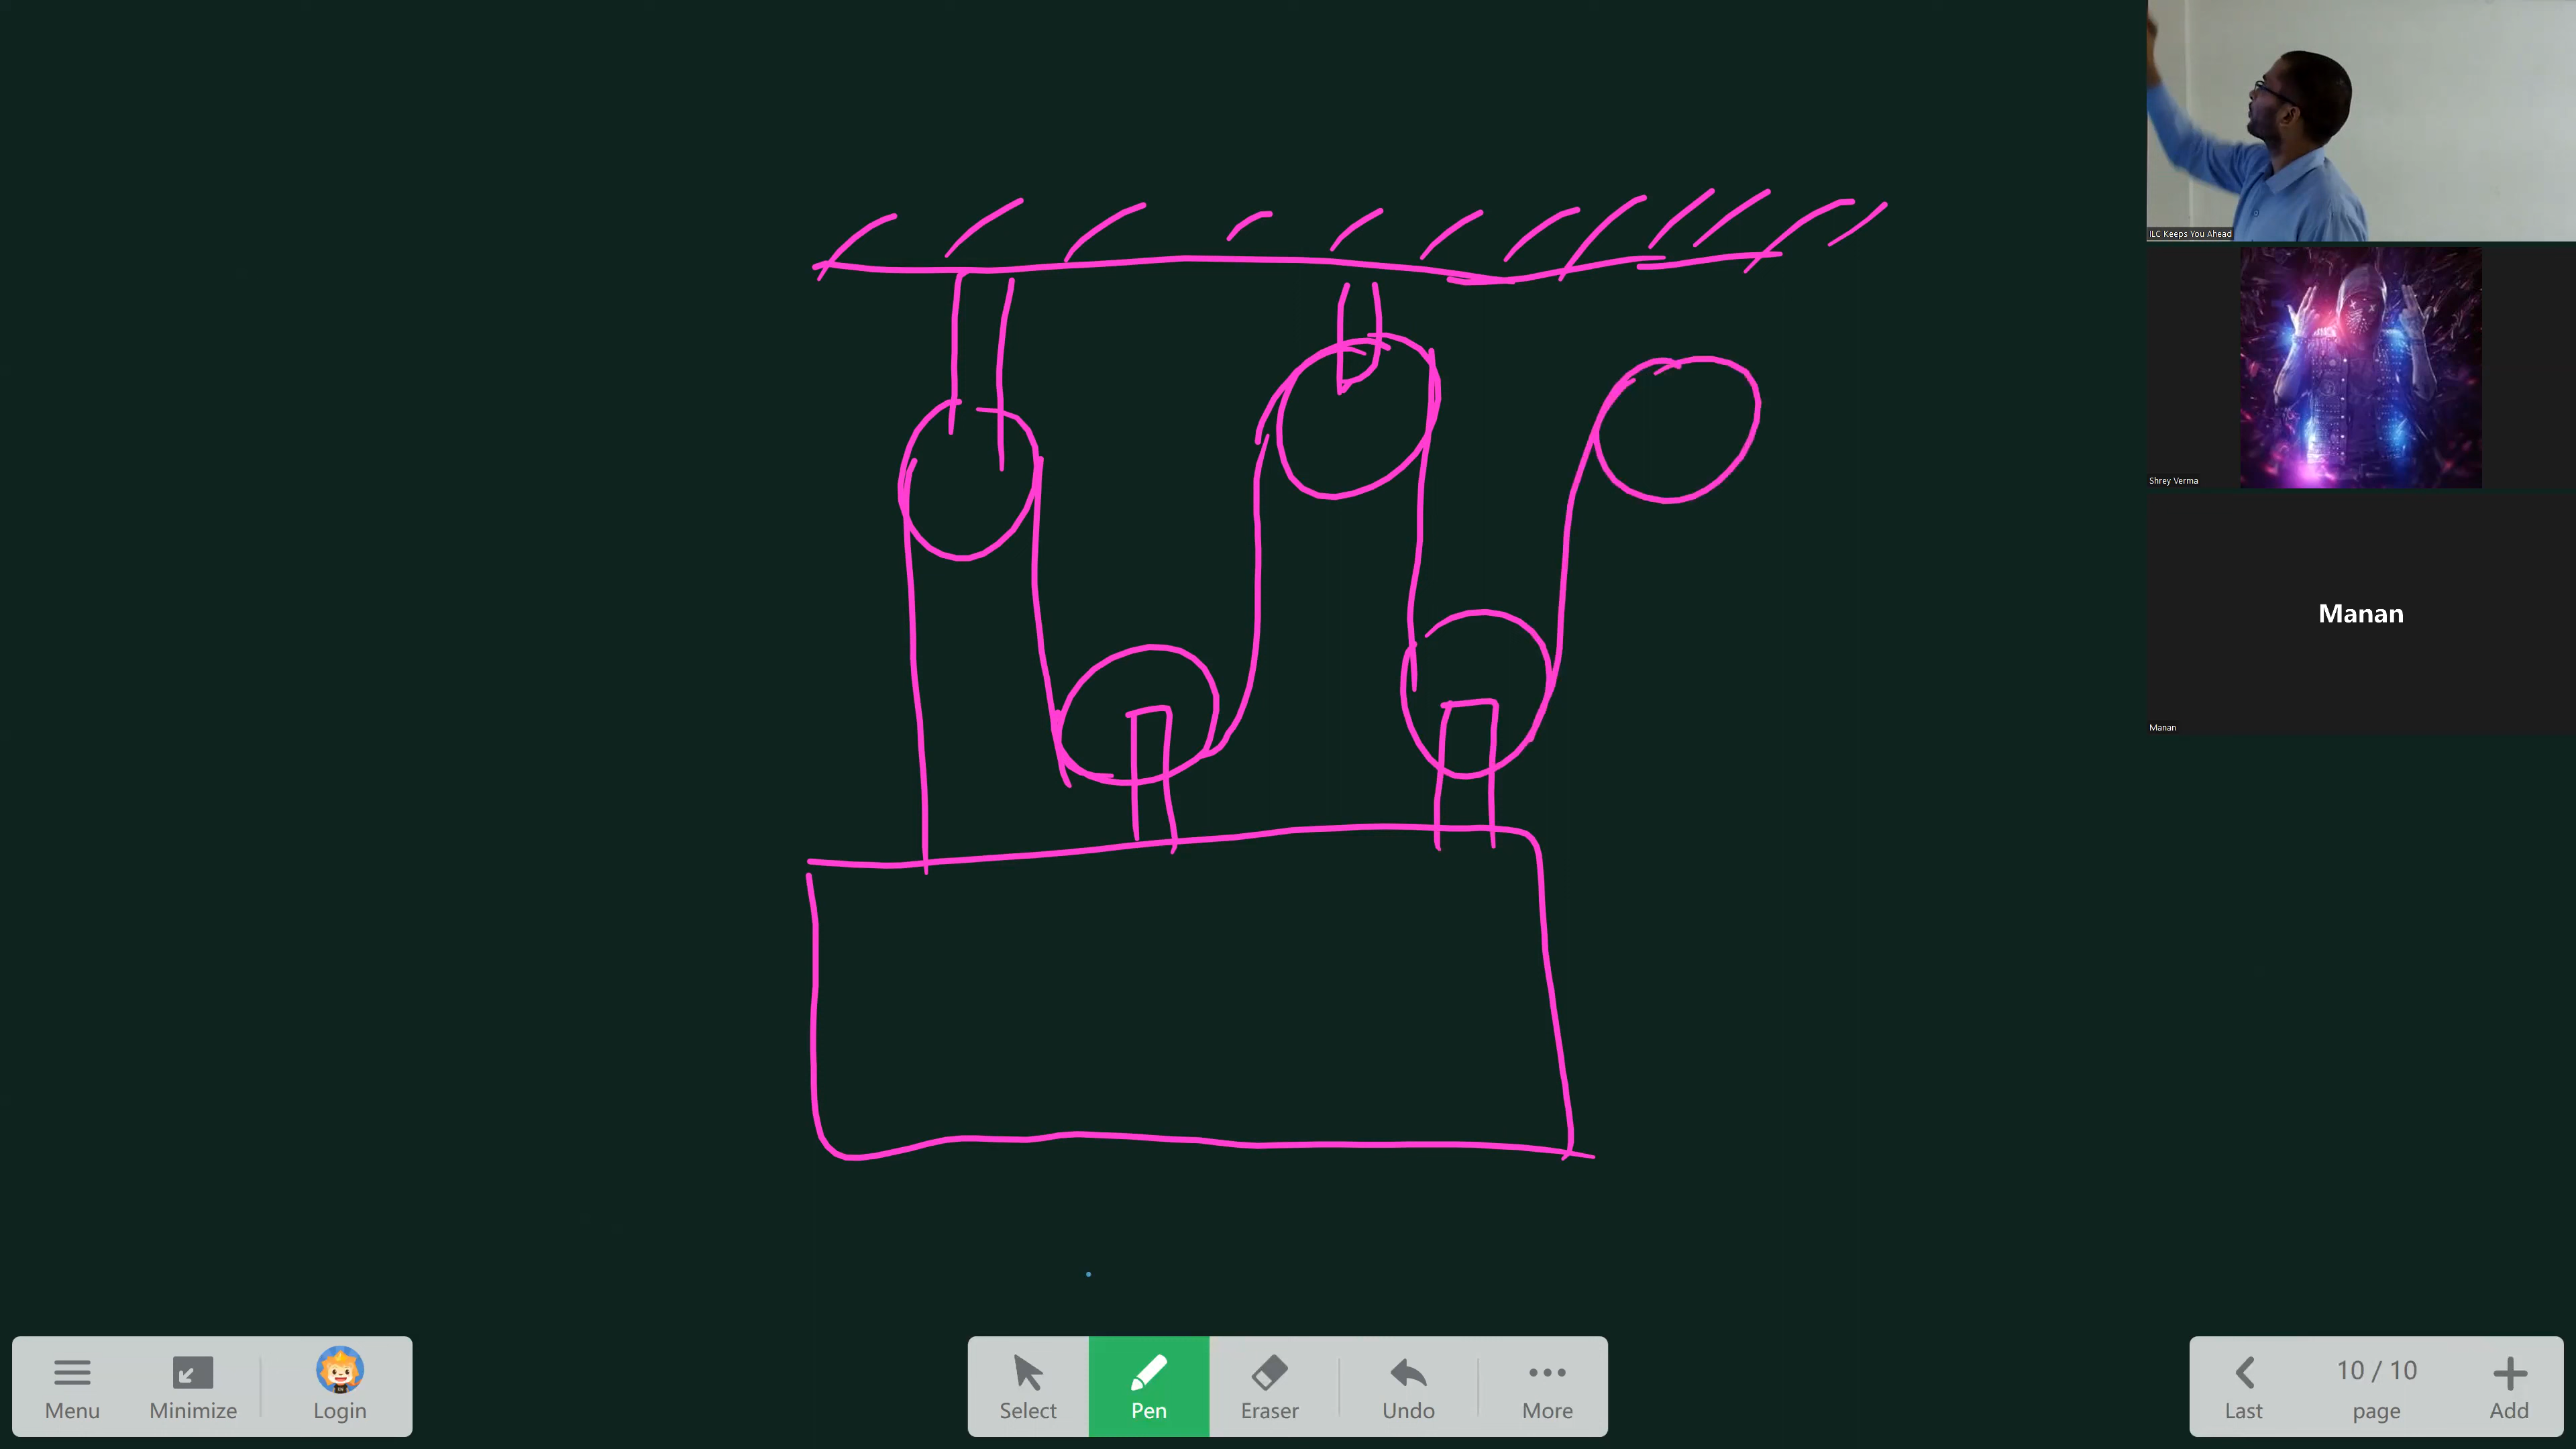 ILC Keeps You Ahead
Shrey Verma
Manan
Manan
Menu
Minimize
Login
Select
Pen
Eraser
Undo
More
Last
10 / 10
page
Add